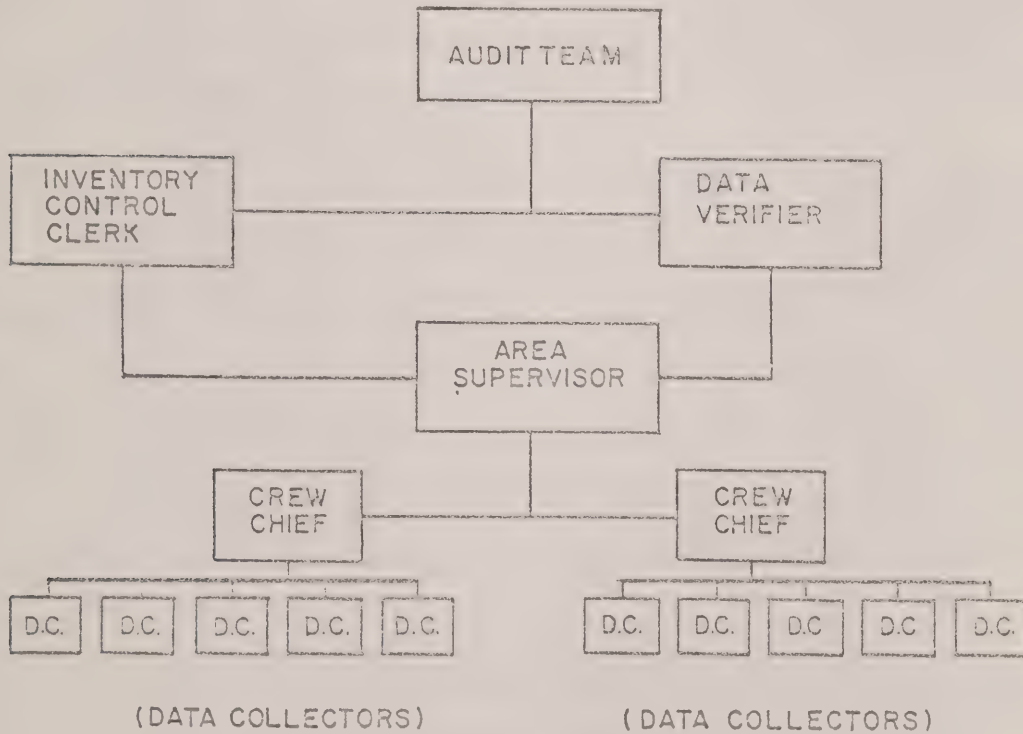 AUDIT TEAM
INVENTORY
CONTROL
CLERK
DATA
VERIFIER
AREA
SUPERVISOR
CREW
CHIEF
CREW
CHIEF
D.C. D.C. D.C. D.C. D.C. D.C. D.C. D.C D.C D.C.
(DATA COLLECTORS) (DATA COLLECTORS)